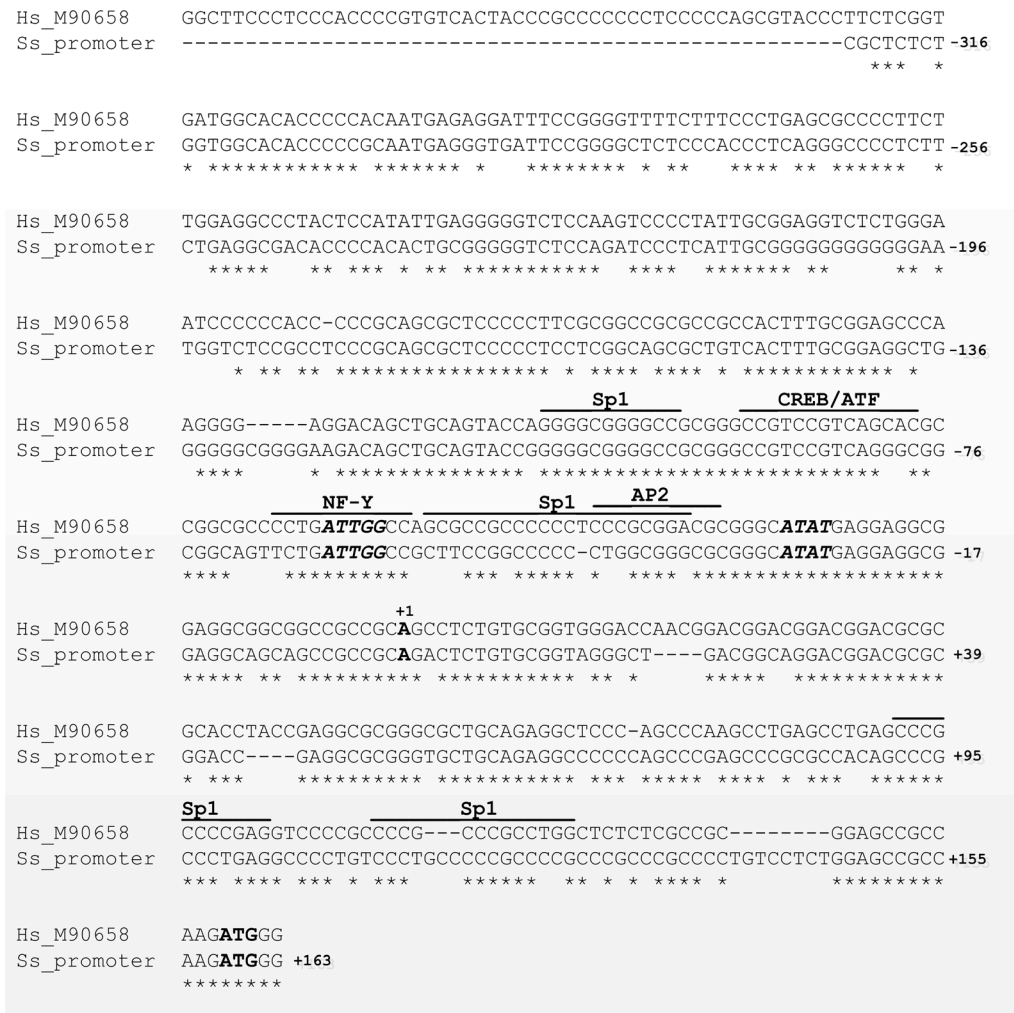 Hs_M90658 GGCTTCCCTCCCACCCCGTGTCACTACCCGCCCCCCCTCCCCCAGCGTACCCTTCTCGGT
Ss_promoter ----------------------------------------------------CGCTCTCT -316
*** *
Hs_M90658 GATGGCACACCCCCACAATGAGAGGATTTCCGGGGTTTTCTTTCCCTGAGCGCCCCTTCT
Ss_promoter GGTGGCACACCCCCGCAATGAGGGTGATTCCGGGGCTCTCCCACCCTCAGGGCCCCTCTT -256
* ************ ******* * ******** * ** **** ** ***** *
Hs_M90658 TGGAGGCCCTACTCCATATTGAGGGGGTCTCCAAGTCCCCTATTGCGGAGGTCTCTGGGA
Ss_promoter CTGAGGCGACACCCCACACTGCGGGGGTCTCCAGATCCCTCATTGCGGGGGGGGGGGGAA -196
***** ** *** * ** *********** **** ******* ** ** *
Hs_M90658 ATCCCCCCACC-CCCGCAGCGCTCCCCCTTCGCGGCCGCGCCGCCACTTTGCGGAGCCCA
Ss_promoter TGGTCTCCGCCTCCCGCAGCGCTCCCCCTCCTCGGCAGCGCTGTCACTTTGCGGAGGCTG -136
* ** ** ***************** * **** **** * ************ *
Sp1 CREB/ATF
Hs_M90658 AGGGG-----AGGACAGCTGCAGTACCAGGGGCGGGGCCGCGGGCCGTCCGTCAGCACGC
Ss_promoter GGGGGCGGGGAAGACAGCTGCAGTACCGGGGGCGGGGCCGCGGGCCGTCCGTCAGGGCGG -76
**** * *************** *************************** **
NF-Y Sp1 AP2
Hs_M90658 CGGCGCCCCTGATTGGCCAGCGCCGCCCCCCTCCCGCGGACGCGGGCATATGAGGAGGCG
Ss_promoter CGGCAGTTCTGATTGGCCGCTTCCGGCCCCC-CTGGCGGGCGCGGGCATATGAGGAGGCG -17
**** ********** *** ***** * **** ********************
+1
Hs_M90658 GAGGCGGCGGCCGCCGCAGCCTCTGTGCGGTGGGACCAACGGACGGACGGACGGACGCGC
Ss_promoter GAGGCAGCAGCCGCCGCAGACTCTGTGCGGTAGGGCT----GACGGCAGGACGGACGCGC +39
***** ** ********** *********** ** * ***** ************
Hs_M90658 GCACCTACCGAGGCGCGGGCGCTGCAGAGGCTCCC-AGCCCAAGCCTGAGCCTGAGCCCG
Ss_promoter GGACC----GAGGCGCGGGTGCTGCAGAGGCCCCCCAGCCCGAGCCCGCGCCACAGCCCG +95
* *** ********** *********** *** ***** **** * *** ******
Sp1 Sp1
Hs_M90658 CCCCGAGGTCCCCGCCCCG---CCCGCCTGGCTCTCTCGCCGC--------GGAGCCGCC
Ss_promoter CCCTGAGGCCCCTGTCCCTGCCCCCGCCCCGCCCGCCCGCCCCTGTCCTCTGGAGCCGCC +155
*** **** *** * *** ****** ** * * **** * *********
Hs_M90658 AAGATGGG
Ss_promoter AAGATGGG +163
********